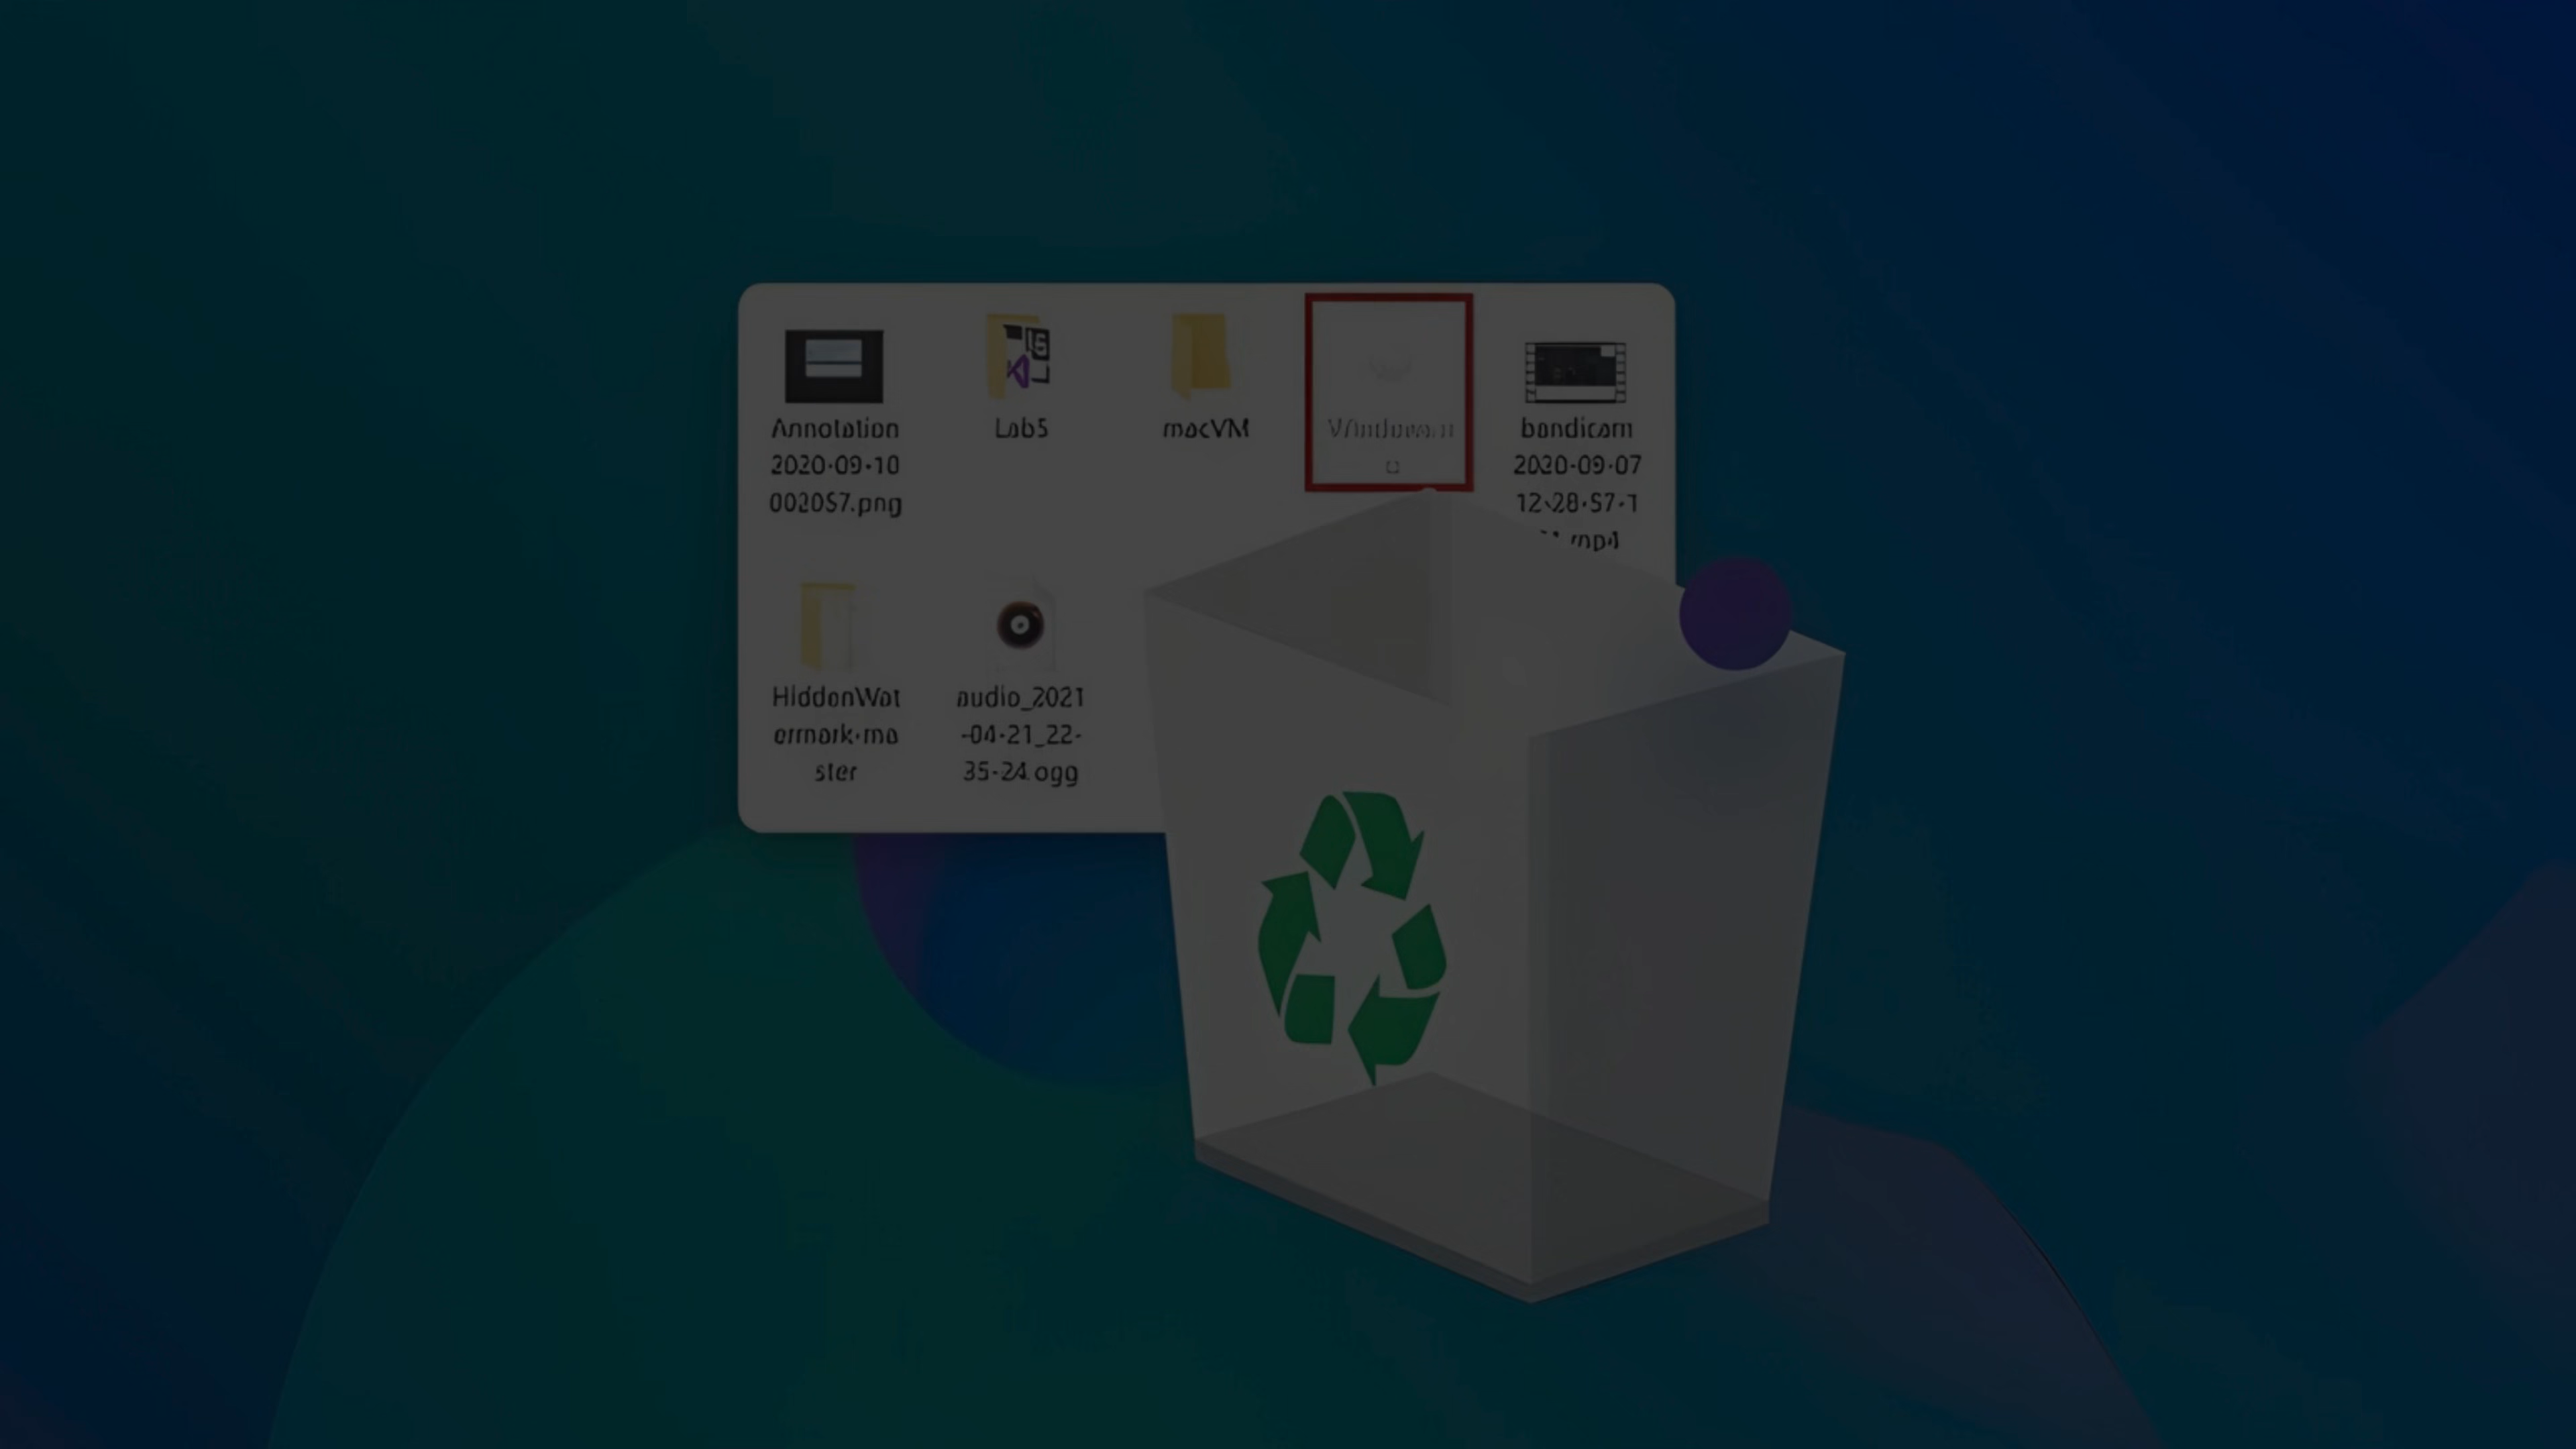 Annotation
2020-09-10
002057.png
Lab5
macVM
bandicam
2020-09-07
12-28-57-1
.mp4
HiddenWat
ermark-ma
ster
audio_2021
-04-21_22-
35-24.ogg